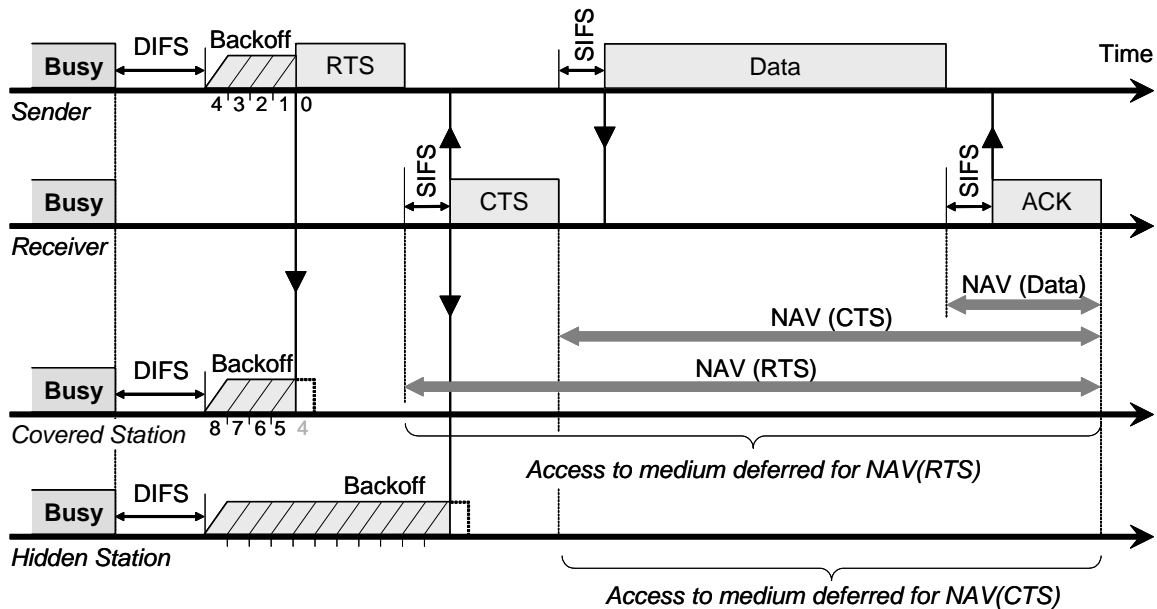 Time
DIFS
Backoff
SIFS
Busy
RTS
Data
4 3 2 1 0
Sender
SIFS
SIFS
Busy
CTS
ACK
Receiver
NAV (Data)
NAV (CTS)
NAV (RTS)
DIFS
Backoff
Busy
8 7 6 5 4
Covered Station
Access to medium deferred for NAV(RTS)
DIFS
Backoff
Busy
Hidden Station
Access to medium deferred for NAV(CTS)